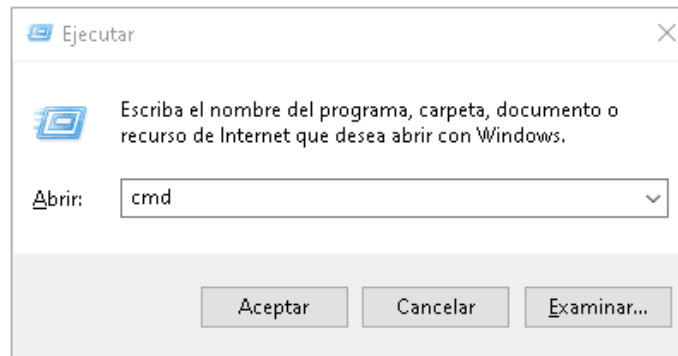 Ejecutar
Escriba el nombre del programa, carpeta, documento o
recurso de Internet que desea abrir con Windows.
Abrir: cmd
Aceptar Cancelar Examinar...